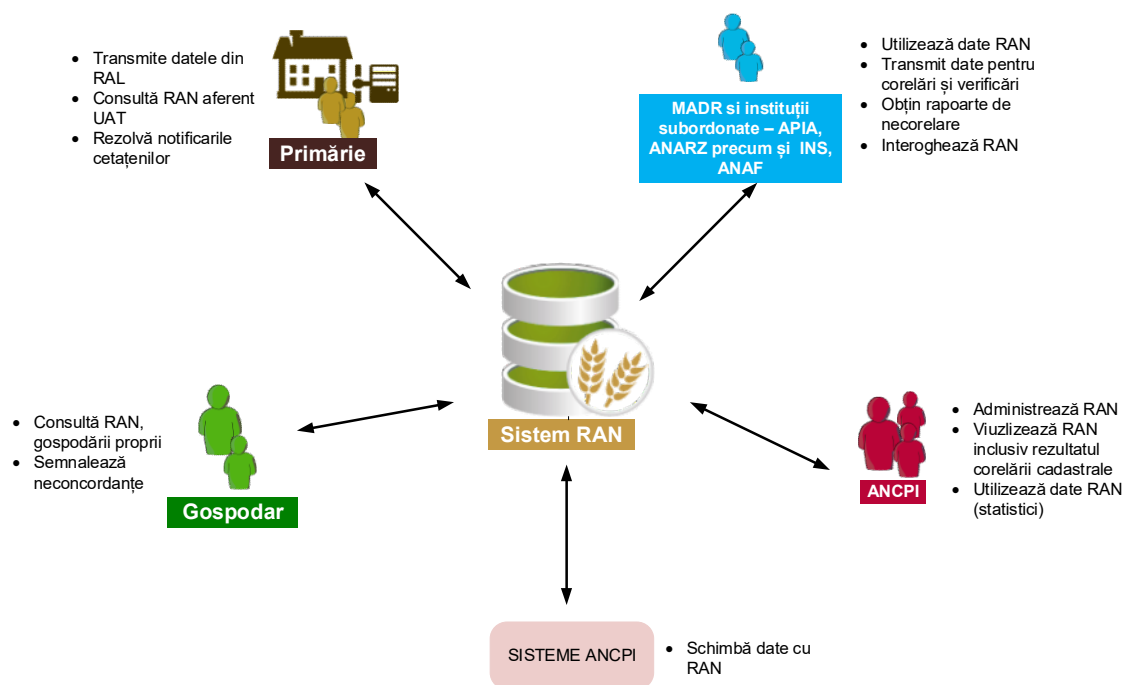 • Transmite datele din
RAL
• Consultă RAN aferent
UAT
• Rezolvă notificarile
cetațenilor
Primărie
MADR si instituții
subordonate – APIA,
ANARZ precum și INS,
ANAF
• Utilizează date RAN
• Transmit date pentru
corelări și verificări
• Obțin rapoarte de
necorelare
• Interoghează RAN
• Consultă RAN,
gospodării proprii
• Semnalează
neconcordanțe
Gospodar
Sistem RAN
ANCPI
• Administrează RAN
• Viuzlizează RAN
inclusiv rezultatul
corelării cadastrale
• Utilizează date RAN
(statistici)
SISTEME ANCPI
• Schimbă date cu
RAN